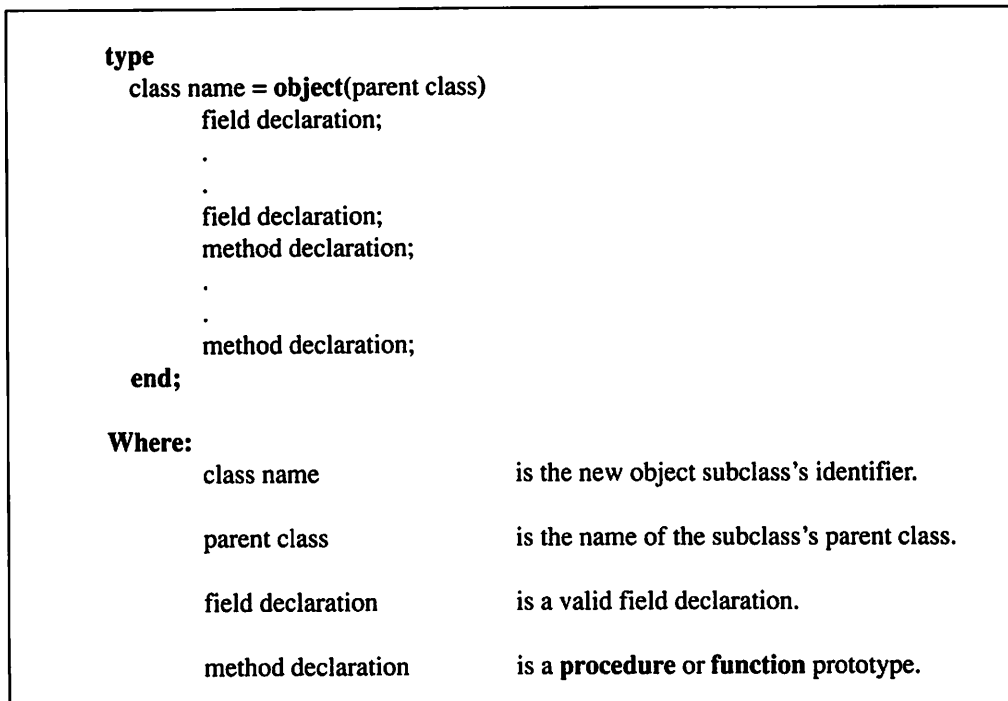 type
class name = object(parent class)
field declaration;
.
.
field declaration;
method declaration;
.
.
method declaration;
end;
Where:
class name is the new object subclass's identifier.
parent class is the name of the subclass's parent class.
field declaration is a valid field declaration.
method declaration is a procedure or function prototype.